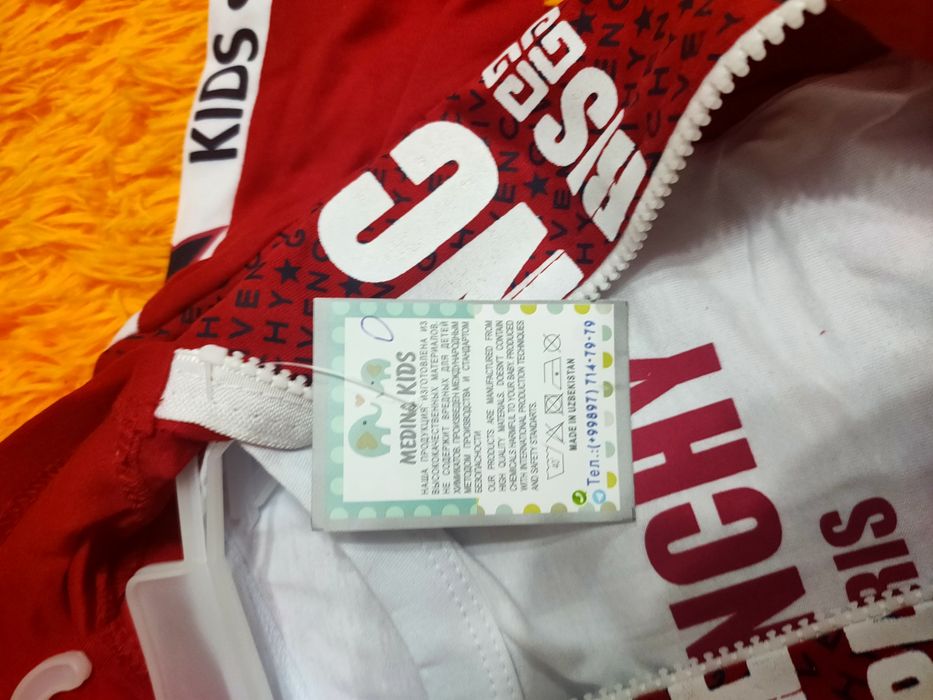 KIDS
G
RIS
MEDINA KIDS
НАША ПРОДУКЦИЯ ИЗГОТОВЛЕНА ИЗ
ВЫСОКОКАЧЕСТВЕННЫХ МАТЕРИАЛОВ,
НЕ СОДЕРЖИТ ВРЕДНЫХ ДЛЯ ДЕТЕЙ
ХИМИКАТОВ. ПРОИЗВЕДЕН МЕЖДУНАРОДНЫМ
МЕТОДОМ ПРОИЗВОДСТВА И СТАНДАРТОМ
БЕЗОПАСНОСТИ
OUR PRODUCTS ARE MANUFACTURED FROM
HIGH QUALITY MATERIALS, DOESN'T CONTAIN
CHEMICALS HARMFUL TO YOUR BABY. PRODUCED
WITH INTERNATIONAL PRODUCTION TECHNIQUES
AND SAFETY STANDARTS.
40°
MADE IN UZBEKISTAN
Тел.:(+99897)714-79-79
NCHY
RIS